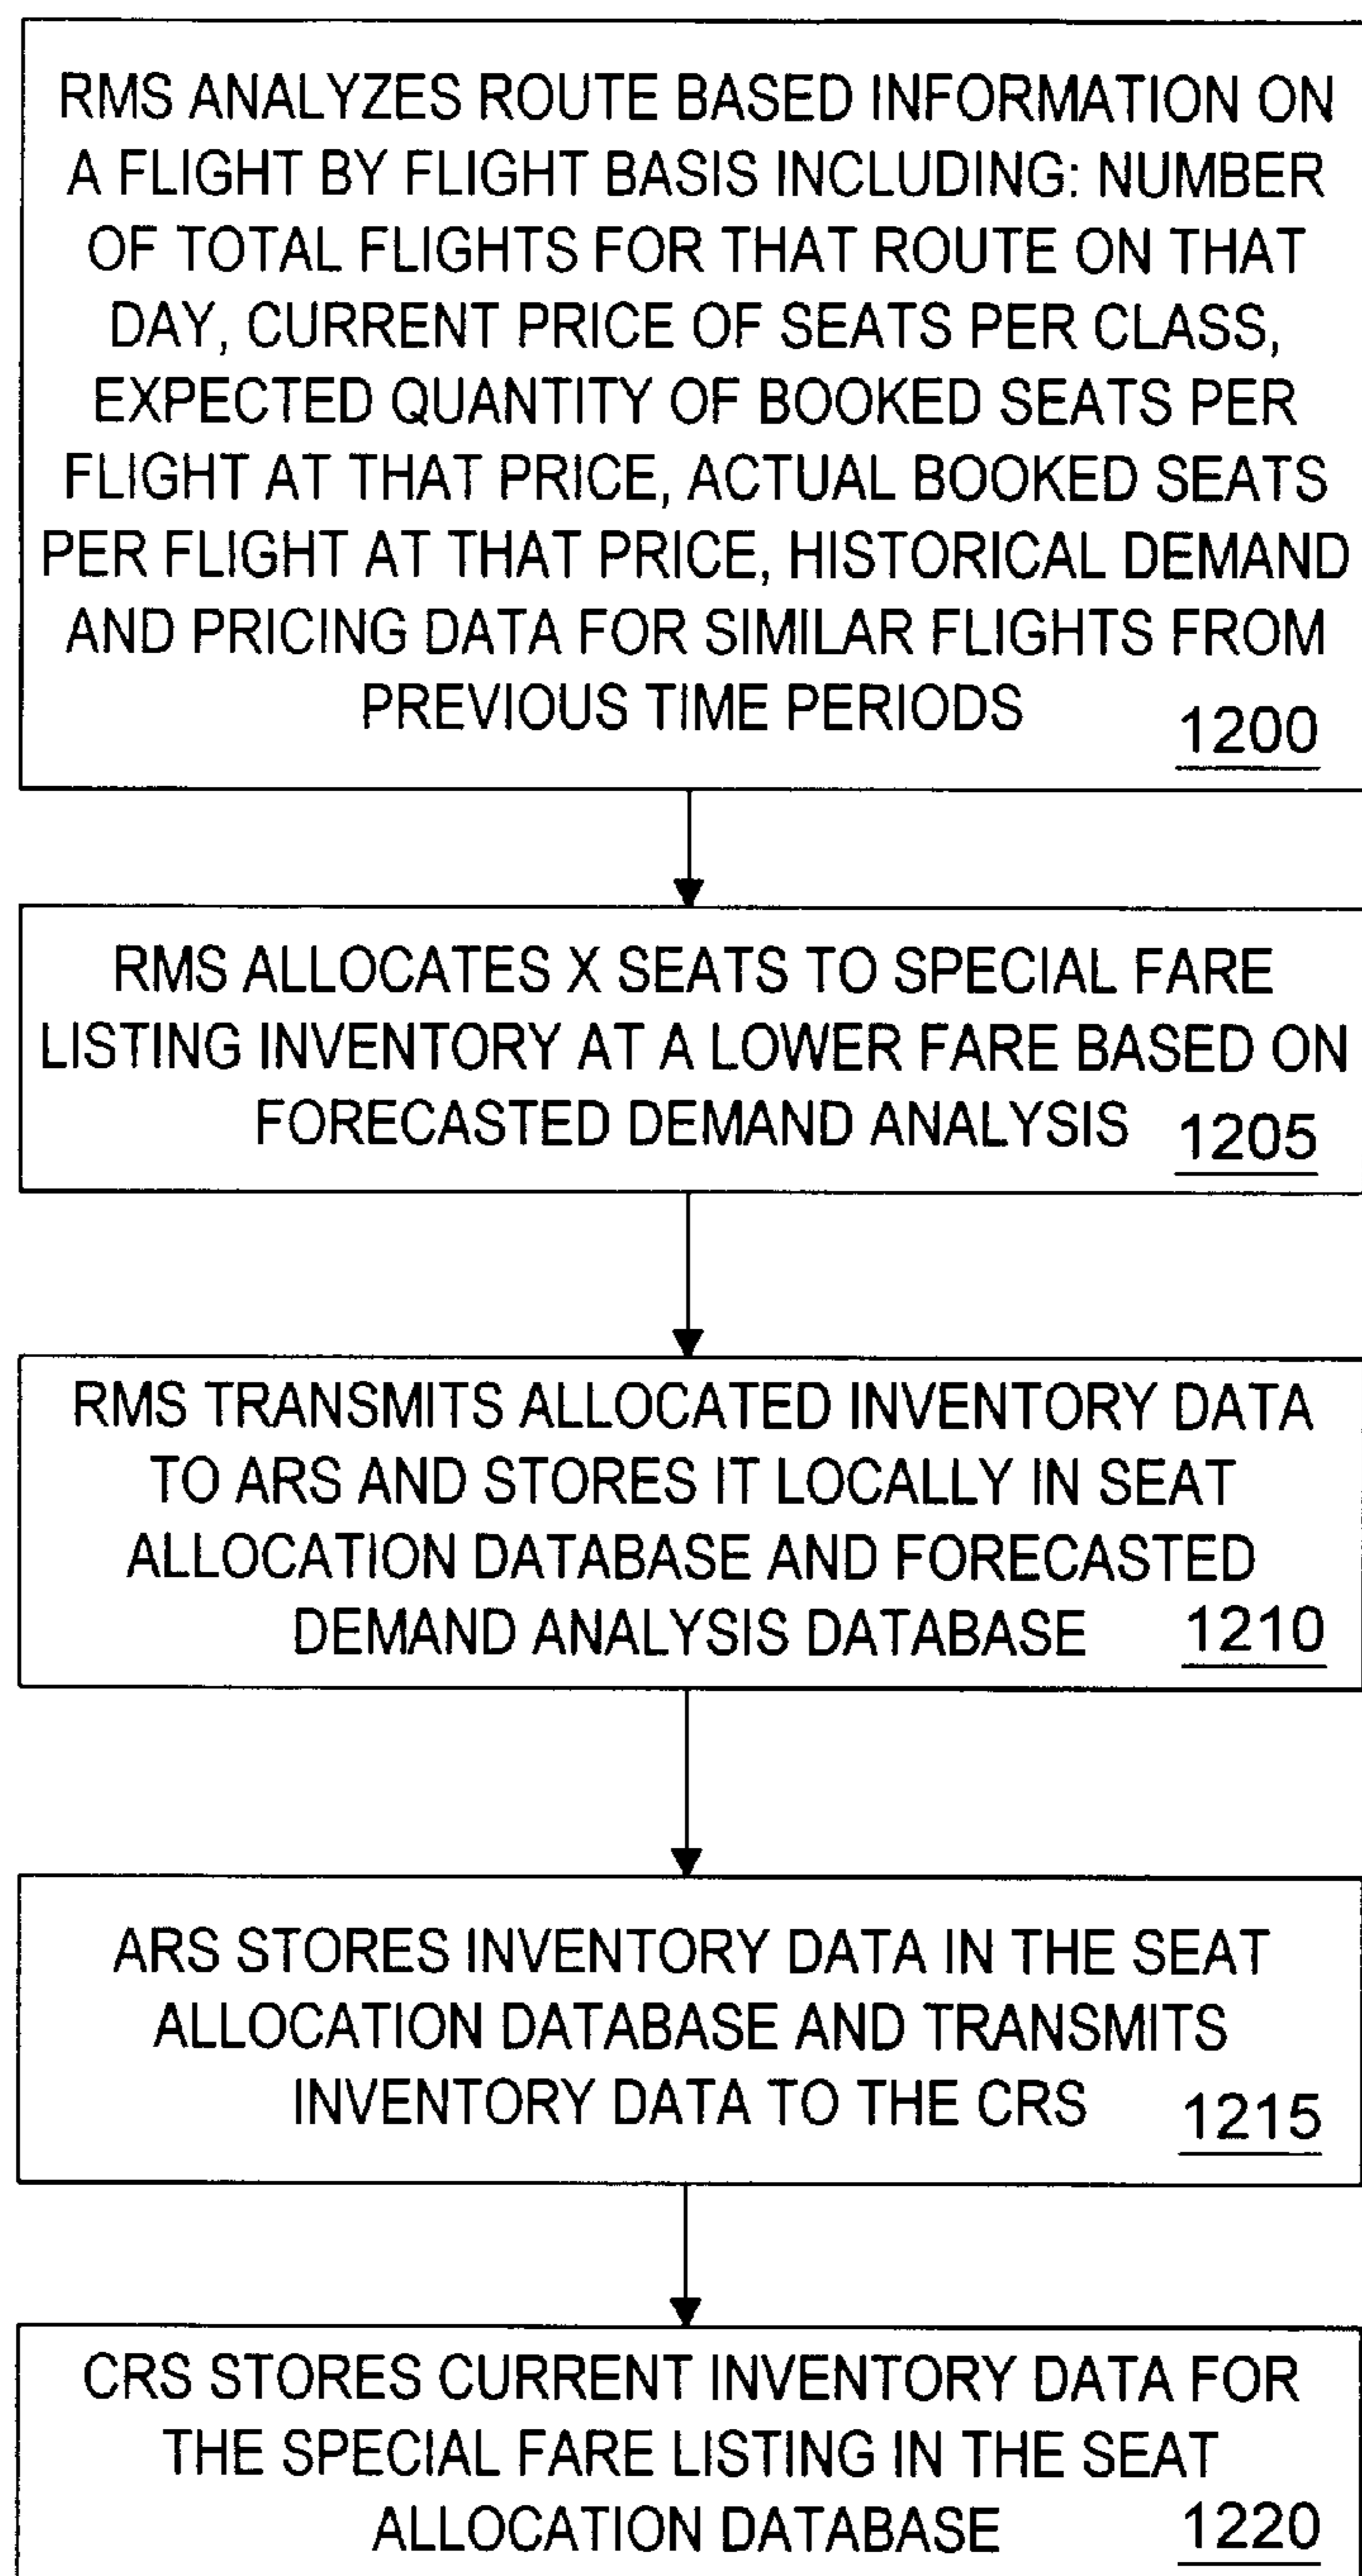 RMS ANALYZES ROUTE BASED INFORMATION ON
A FLIGHT BY FLIGHT BASIS INCLUDING: NUMBER
OF TOTAL FLIGHTS FOR THAT ROUTE ON THAT
DAY, CURRENT PRICE OF SEATS PER CLASS,
EXPECTED QUANTITY OF BOOKED SEATS PER
FLIGHT AT THAT PRICE, ACTUAL BOOKED SEATS
PER FLIGHT AT THAT PRICE, HISTORICAL DEMAND
AND PRICING DATA FOR SIMILAR FLIGHTS FROM
PREVIOUS TIME PERIODS 1200
RMS ALLOCATES X SEATS TO SPECIAL FARE
LISTING INVENTORY AT A LOWER FARE BASED ON
FORECASTED DEMAND ANALYSIS 1205
RMS TRANSMITS ALLOCATED INVENTORY DATA
TO ARS AND STORES IT LOCALLY IN SEAT
ALLOCATION DATABASE AND FORECASTED
DEMAND ANALYSIS DATABASE 1210
ARS STORES INVENTORY DATA IN THE SEAT
ALLOCATION DATABASE AND TRANSMITS
INVENTORY DATA TO THE CRS 1215
CRS STORES CURRENT INVENTORY DATA FOR
THE SPECIAL FARE LISTING IN THE SEAT
ALLOCATION DATABASE 1220